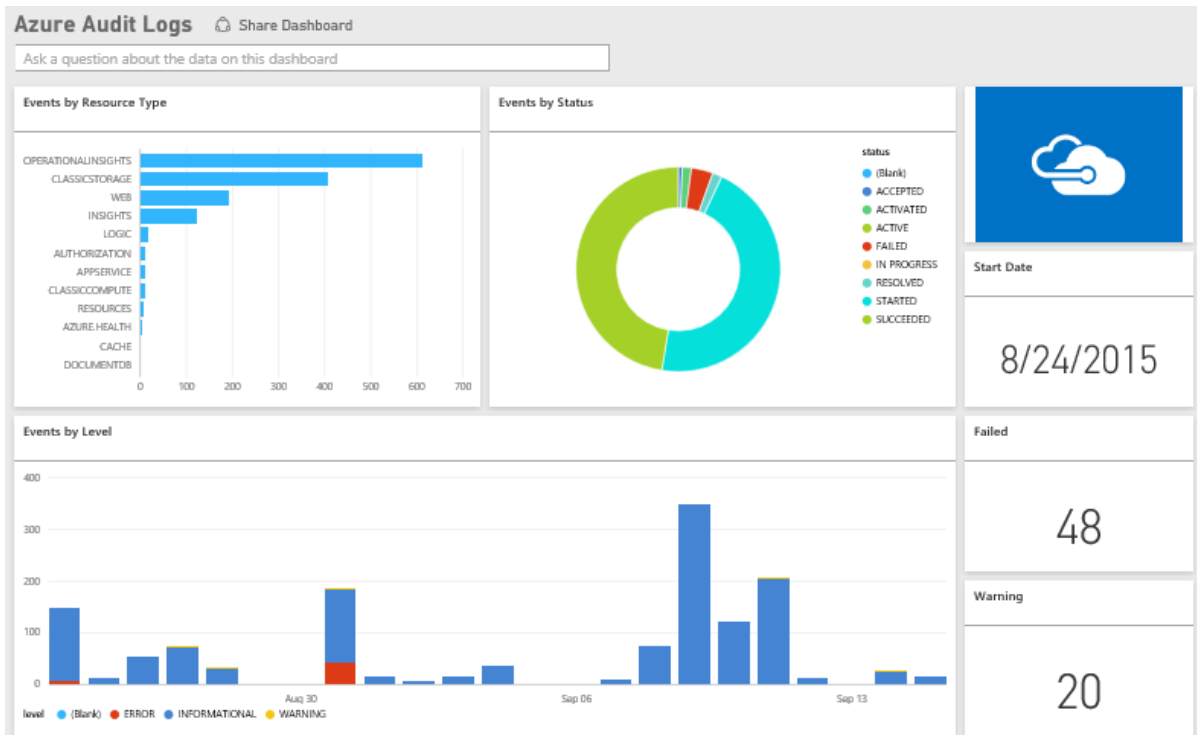 Azure Audit Logs
Share Dashboard
Ask a question about the data on this dashboard
Events by Resource Type
OPERATIONALINSIGHTS
CLASSICSTORAGE
WEB
INSIGHTS
LOGIC
AUTHORIZATION
APPSERVICE
CLASSICCOMPUTE
RESOURCES
AZURE.HEALTH
CACHE
DOCUMENTDB
0 100 200 300 400 500 600 700
Events by Status
status
(Blank)
ACCEPTED
ACTIVATED
ACTIVE
FAILED
IN PROGRESS
RESOLVED
STARTED
SUCCEEDED
Start Date
8/24/2015
Events by Level
400
300
200
100
0
Aug 30 Sep 06 Sep 13
level (Blank) ERROR INFORMATIONAL WARNING
Failed
48
Warning
20